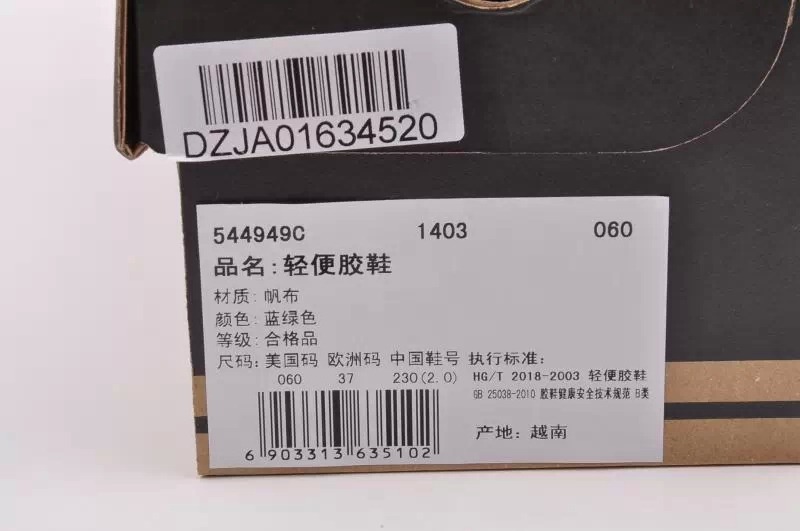 DZJA01634520
544949C 1403 060
品名:轻便胶鞋
材质:帆布
颜色:蓝绿色
等级:合格品
尺码:美国码 欧洲码 中国鞋号 执行标准:
060 37 230(2.0) HG/T 2018-2003 轻便胶鞋
GB 25038-2010 胶鞋健康安全技术规范 B类
产地:越南
6 903313 635102